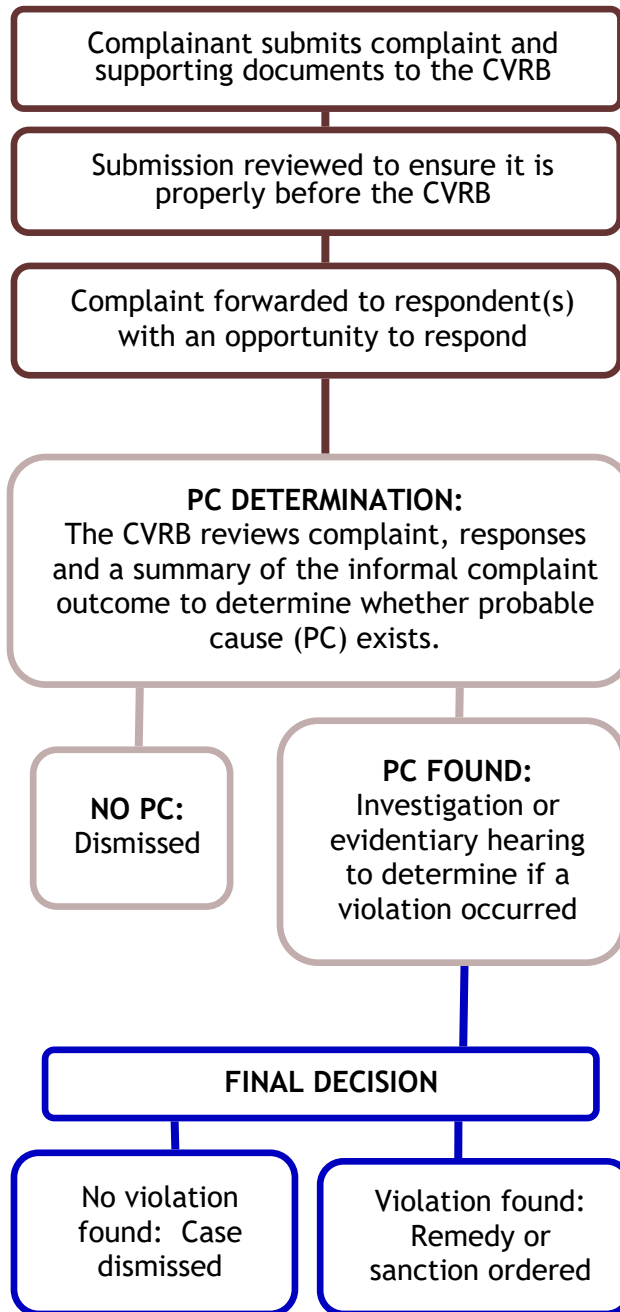 Complainant submits complaint and
supporting documents to the CVRB
Submission reviewed to ensure it is
properly before the CVRB
Complaint forwarded to respondent(s)
with an opportunity to respond
PC DETERMINATION:
The CVRB reviews complaint, responses
and a summary of the informal complaint
outcome to determine whether probable
cause (PC) exists.
NO PC:
Dismissed
PC FOUND:
Investigation or
evidentiary hearing
to determine if a
violation occurred
FINAL DECISION
No violation
found:  Case
dismissed
Violation found:
Remedy or
sanction ordered